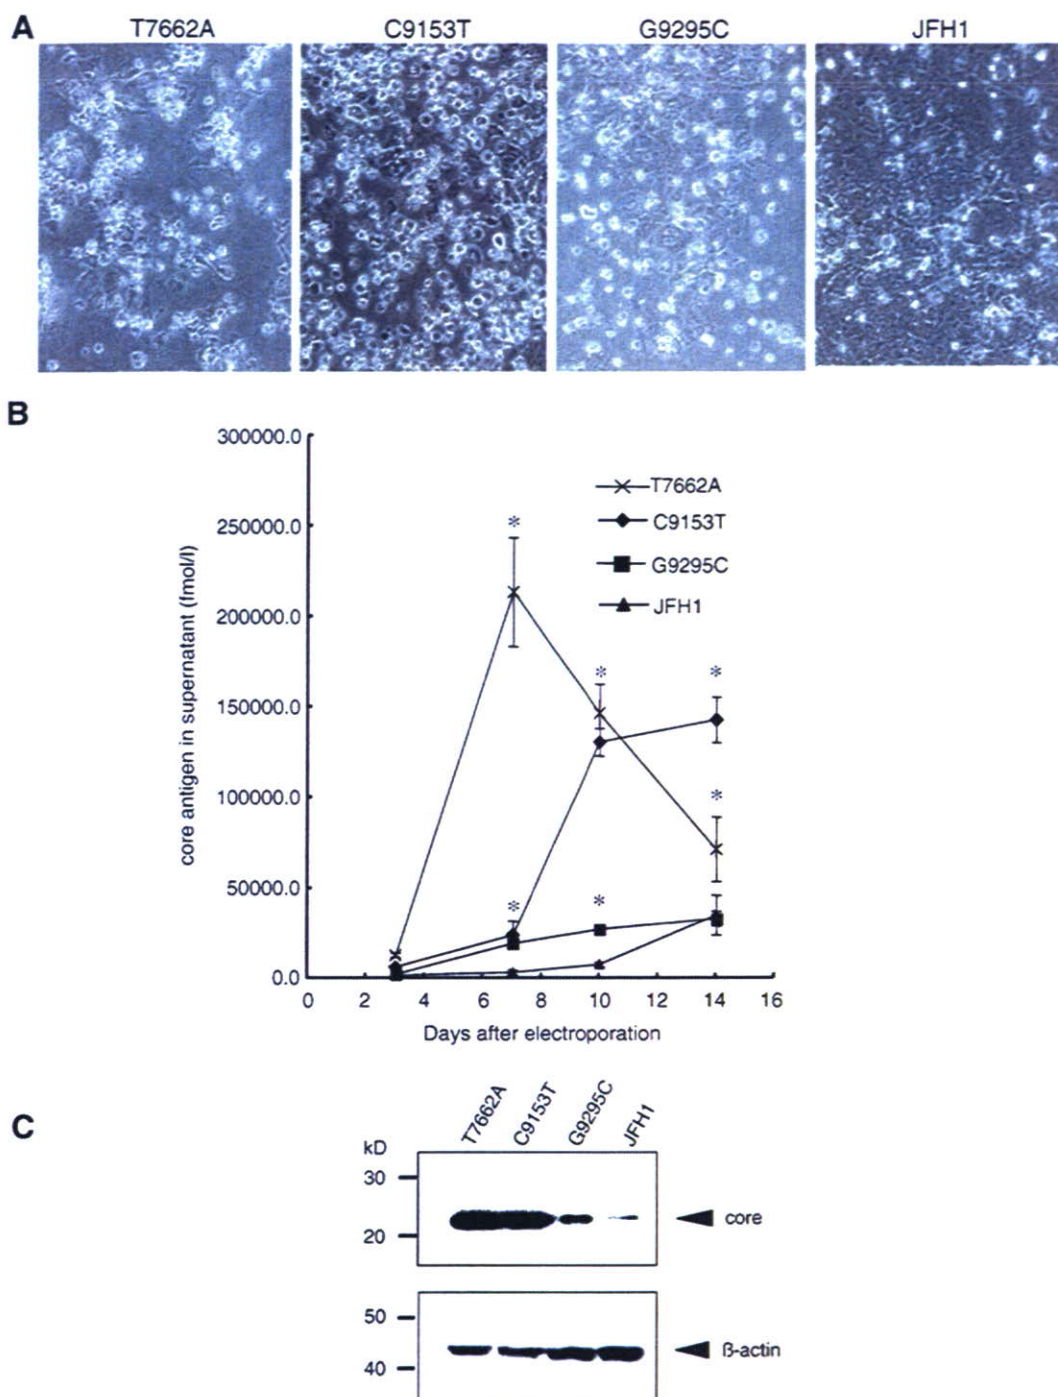 A
T7662A C9153T G9295C JFH1
B
core antigen in supernatant (fmol/l)
300000.0
250000.0
200000.0
150000.0
100000.0
50000.0
0.0
T7662A
C9153T
G9295C
JFH1
* * *
*
* *
0 2 4 6 8 10 12 14 16
Days after electroporation
C
T7662A C9153T G9295C JFH1
kD
30
20
core
50
40
ß-actin